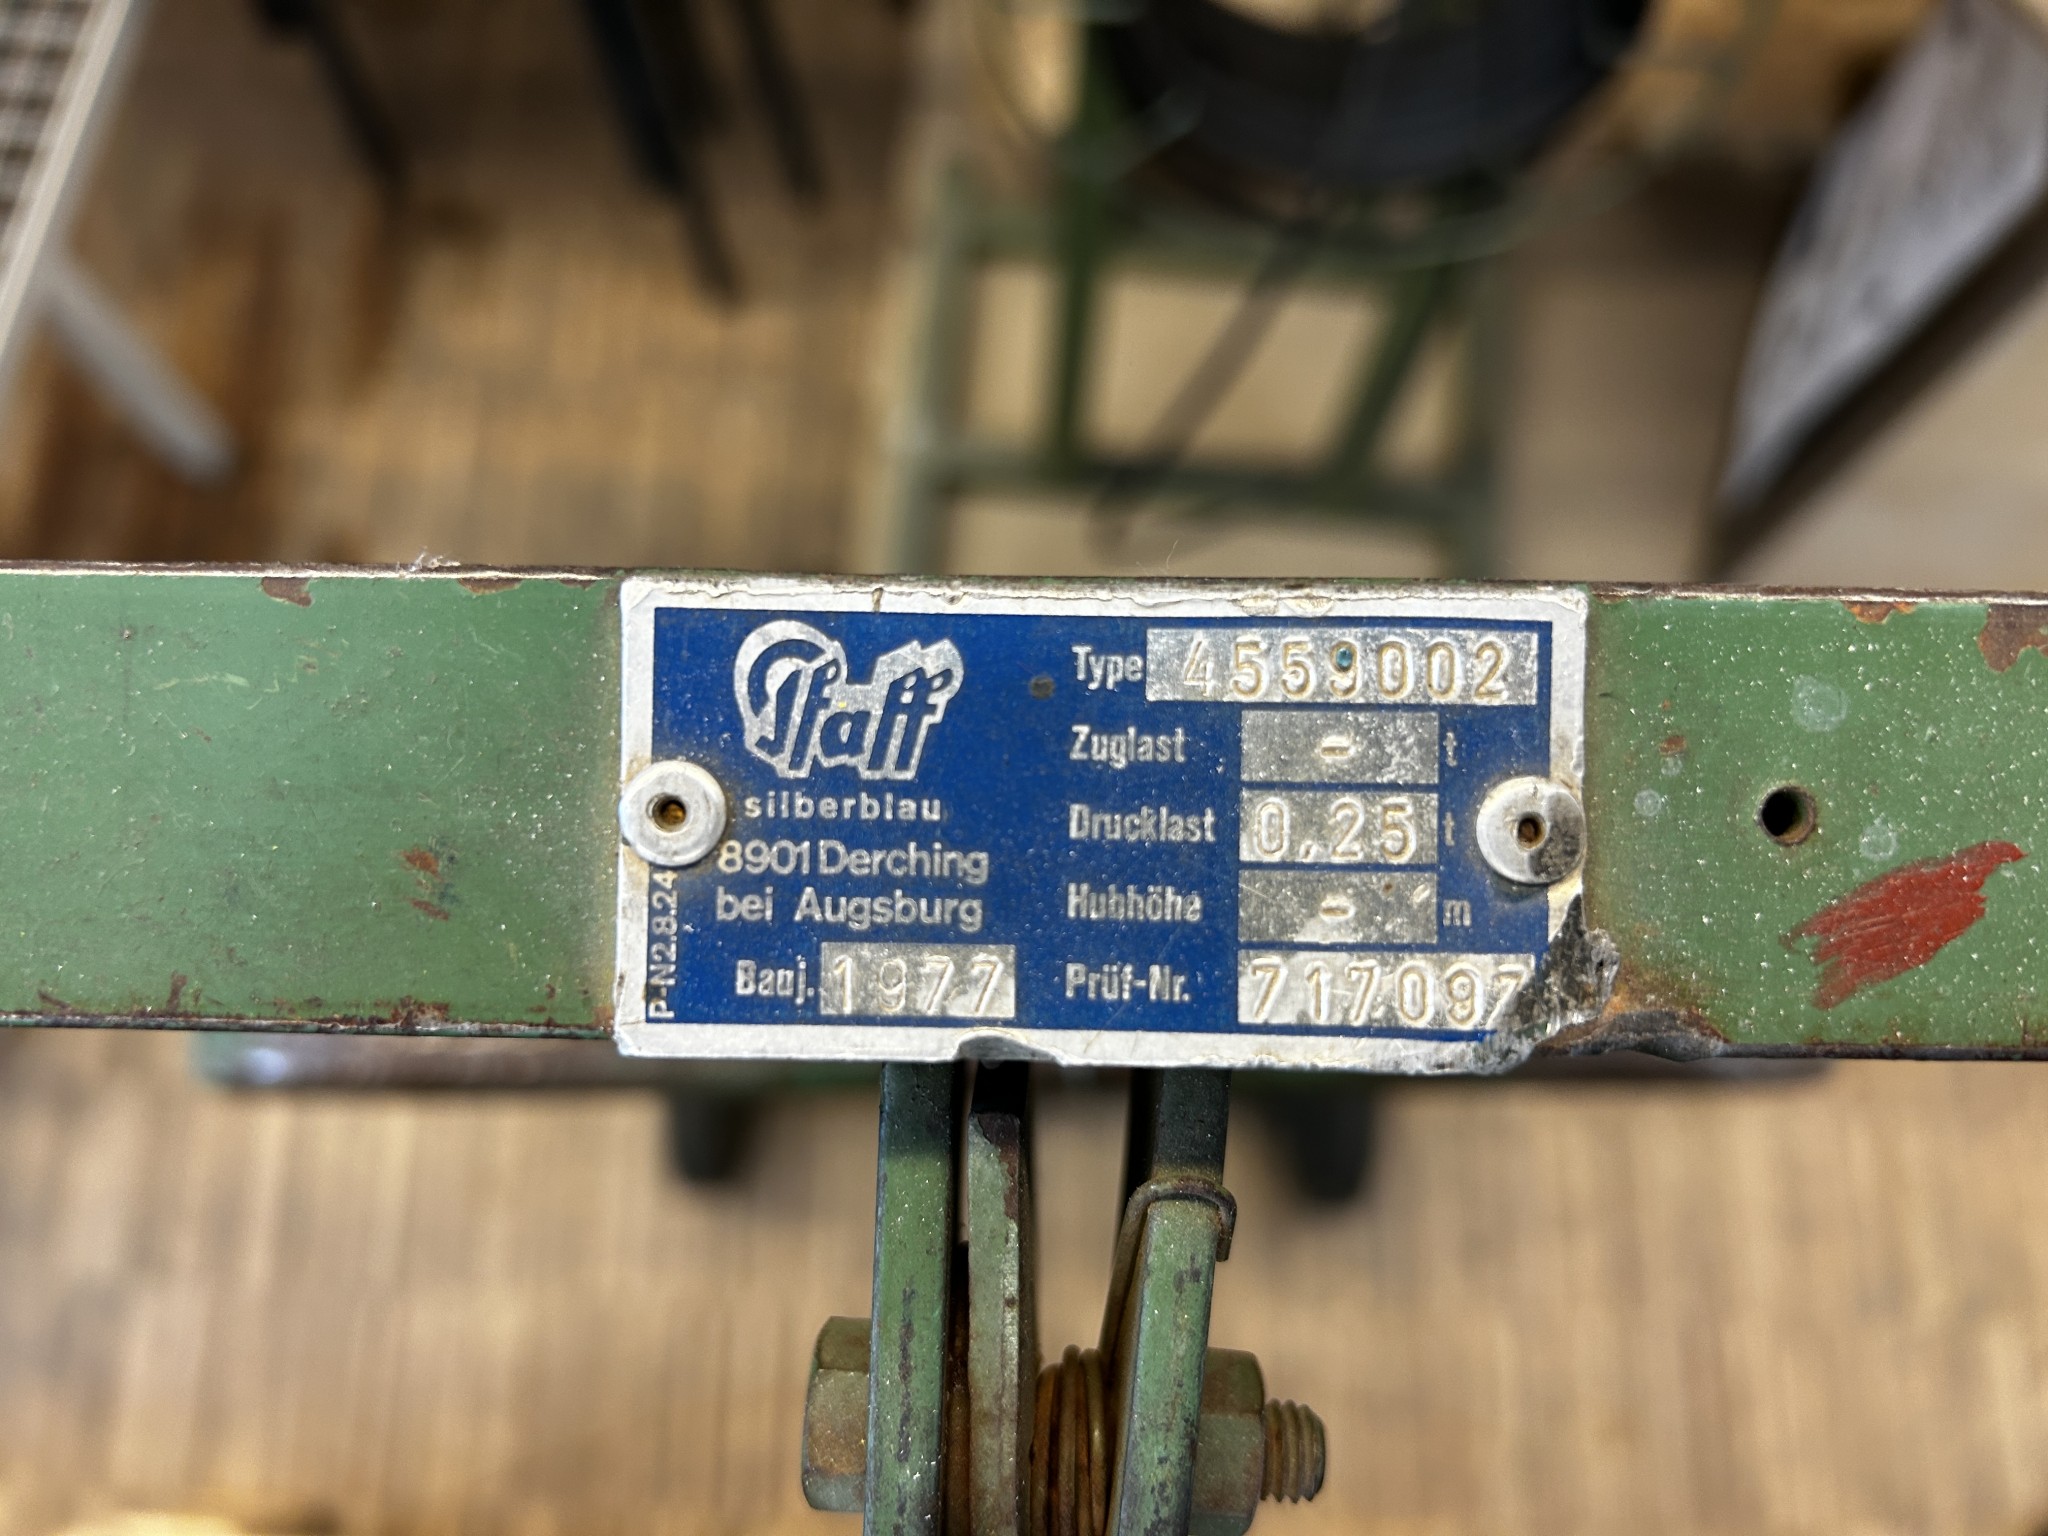 Pfaff
silberblau
8901 Derching
bei Augsburg
Bauj. 1977
P-N2.8.24
Type 4559002
Zuglast - t
Drucklast 0,25 t
Hubhöhe - m
Prüf-Nr. 717097